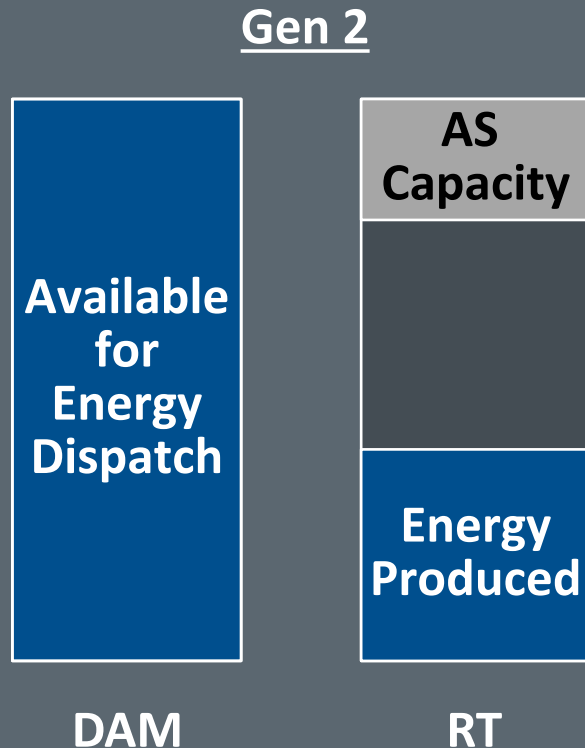 Gen 2
Available
for
Energy
Dispatch
AS
Capacity
Energy
Produced
DAM
RT